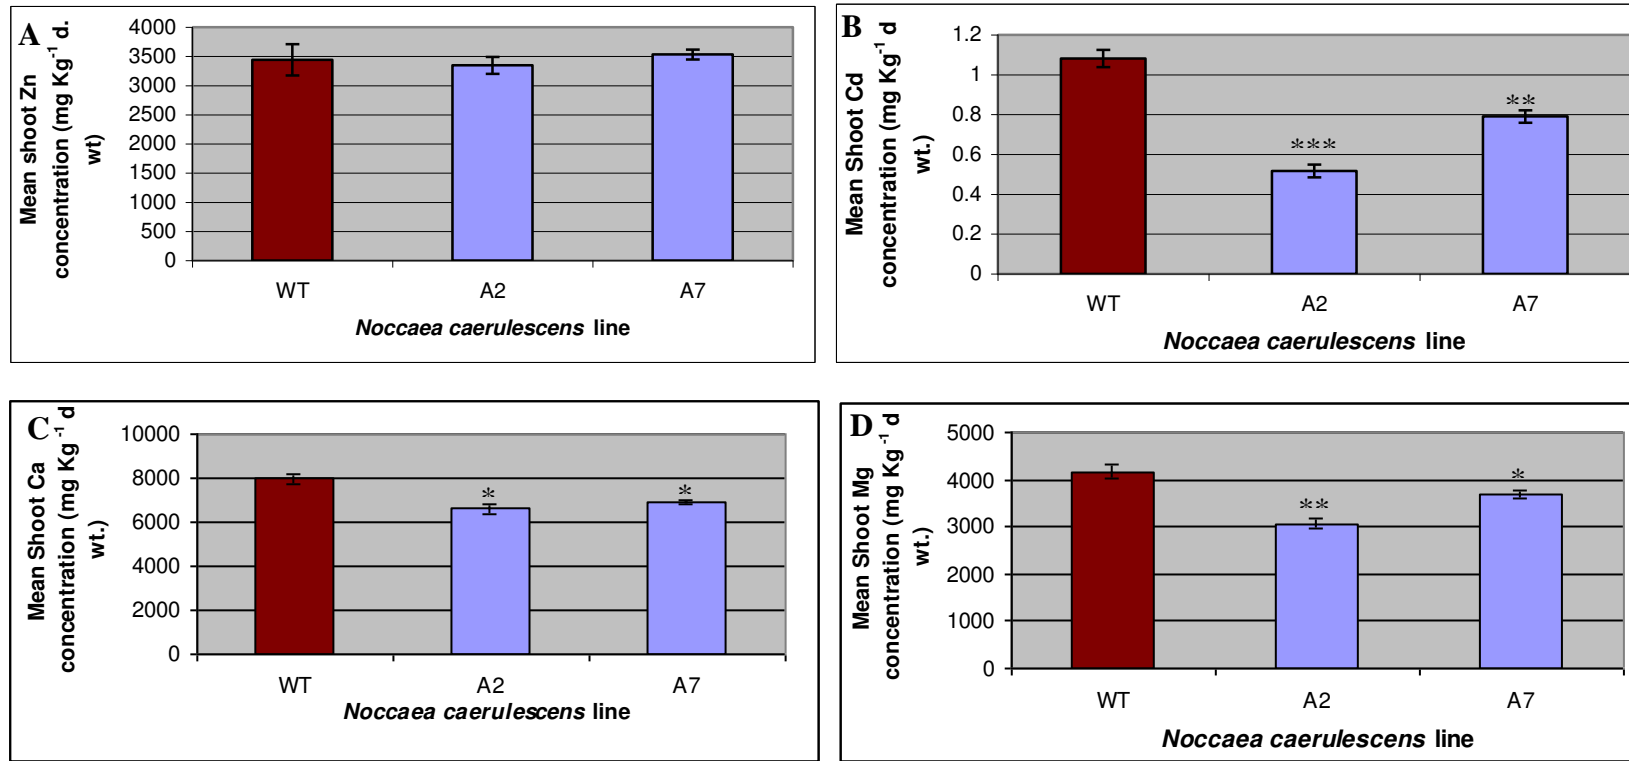 A
Mean shoot Zn
concentration (mg Kg⁻¹ d.
wt)
4000
3500
3000
2500
2000
1500
1000
500
0
WT A2 A7
Noccaea caerulescens line
B
Mean Shoot Cd
concentration (mg Kg⁻¹ d
wt.)
1.2
1
0.8
0.6
0.4
0.2
0
***
**
WT A2 A7
Noccaea caerulescens line
C
Mean Shoot Ca
concentration (mg Kg⁻¹ d
wt.)
10000
8000
6000
4000
2000
0
* *
WT A2 A7
Noccaea caerulescens line
D
Mean Shoot Mg
concentration (mg Kg⁻¹ d
wt.)
5000
4000
3000
2000
1000
0
**
*
WT A2 A7
Noccaea caerulescens line